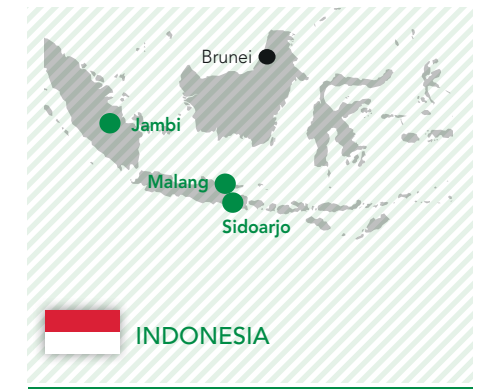 Brunei
Jambi
Malang
Sidoarjo
INDONESIA